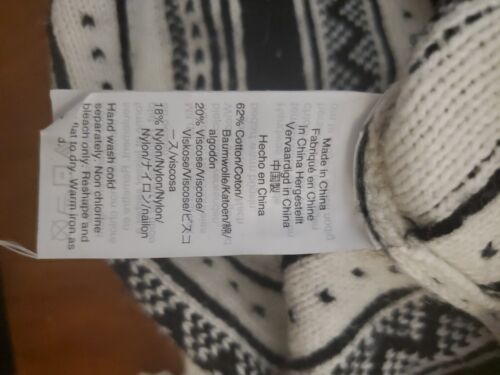 Made in China
Fabriqué en Chine
in China Hergestellt
Vervaardigd in China
中国製
Hecho en China
62% Cotton/Coton/
Baumwolle/Katoen/綿/
algodón
20% Viscose/Viscose/
Viskose/Viscose/ビスコ
ース/viscosa
18% Nylon/Nylon/Nylon/
Nylon/ナイロン/nailon
Hand wash cold
separately. Non chlorine
bleach only. Reshape and
flat to dry. Warm iron as
d.